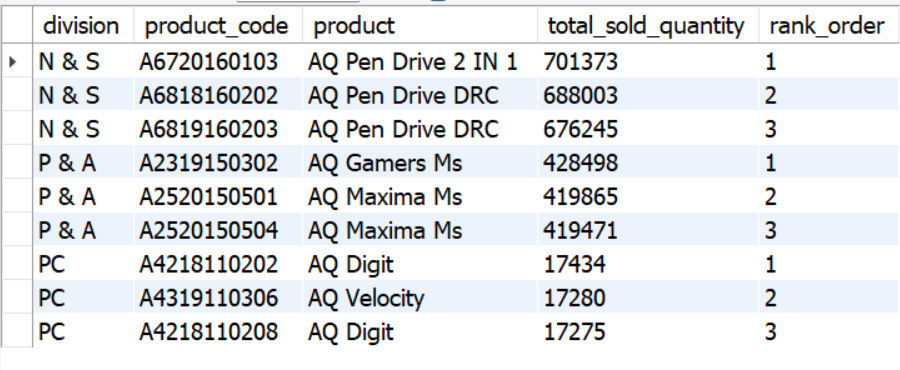 division product_code product total_sold_quantity rank_order
N & S A6720160103 AQ Pen Drive 2 IN 1 701373 1
N & S A6818160202 AQ Pen Drive DRC 688003 2
N & S A6819160203 AQ Pen Drive DRC 676245 3
P & A A2319150302 AQ Gamers Ms 428498 1
P & A A2520150501 AQ Maxima Ms 419865 2
P & A A2520150504 AQ Maxima Ms 419471 3
PC A4218110202 AQ Digit 17434 1
PC A4319110306 AQ Velocity 17280 2
PC A4218110208 AQ Digit 17275 3